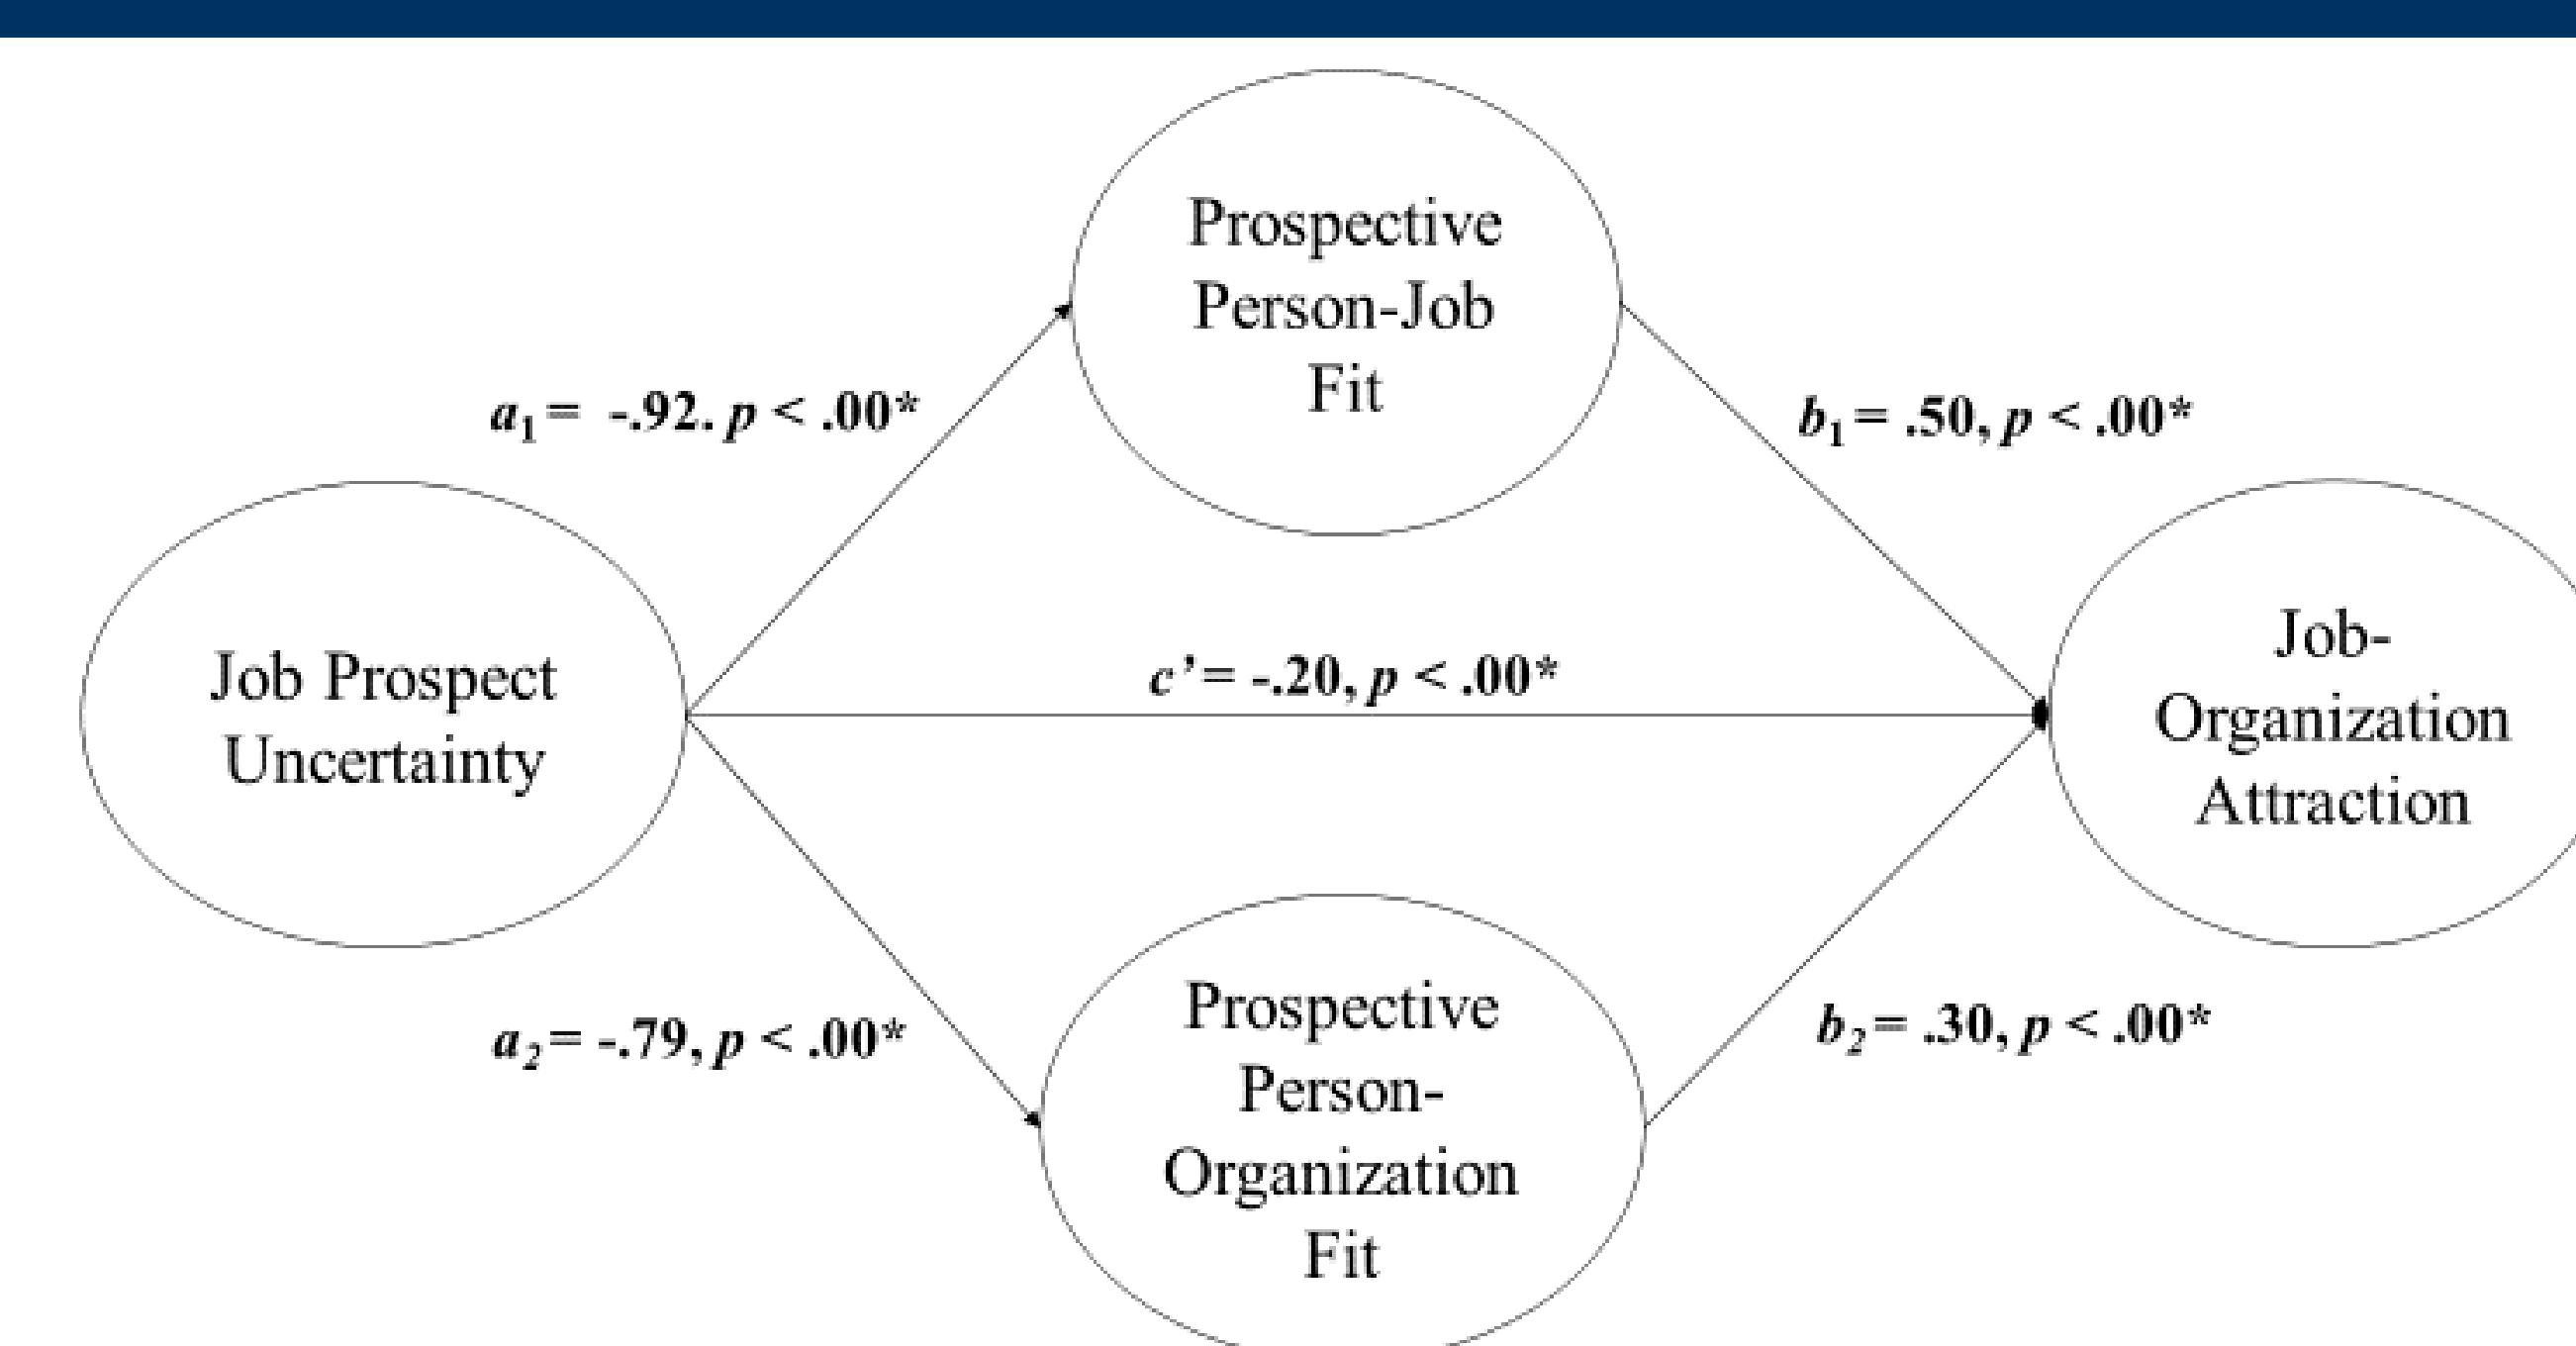 Prospective
Person-Job
Fit
a₁ = -.92. p < .00*
b₁ = .50, p < .00*
Job Prospect
Uncertainty
c’ = -.20, p < .00*
Job-
Organization
Attraction
a₂ = -.79, p < .00*
b₂ = .30, p < .00*
Prospective
Person-
Organization
Fit